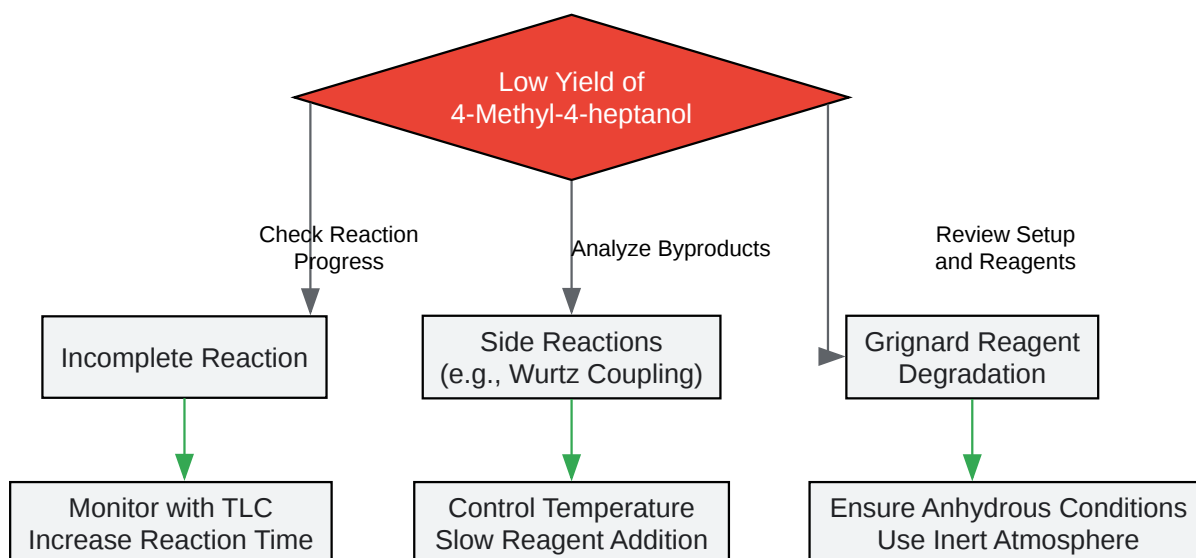 Low Yield of
4-Methyl-4-heptanol
Check Reaction
Progress
Analyze Byproducts
Review Setup
and Reagents
Incomplete Reaction
Side Reactions
(e.g., Wurtz Coupling)
Grignard Reagent
Degradation
Monitor with TLC
Increase Reaction Time
Control Temperature
Slow Reagent Addition
Ensure Anhydrous Conditions
Use Inert Atmosphere